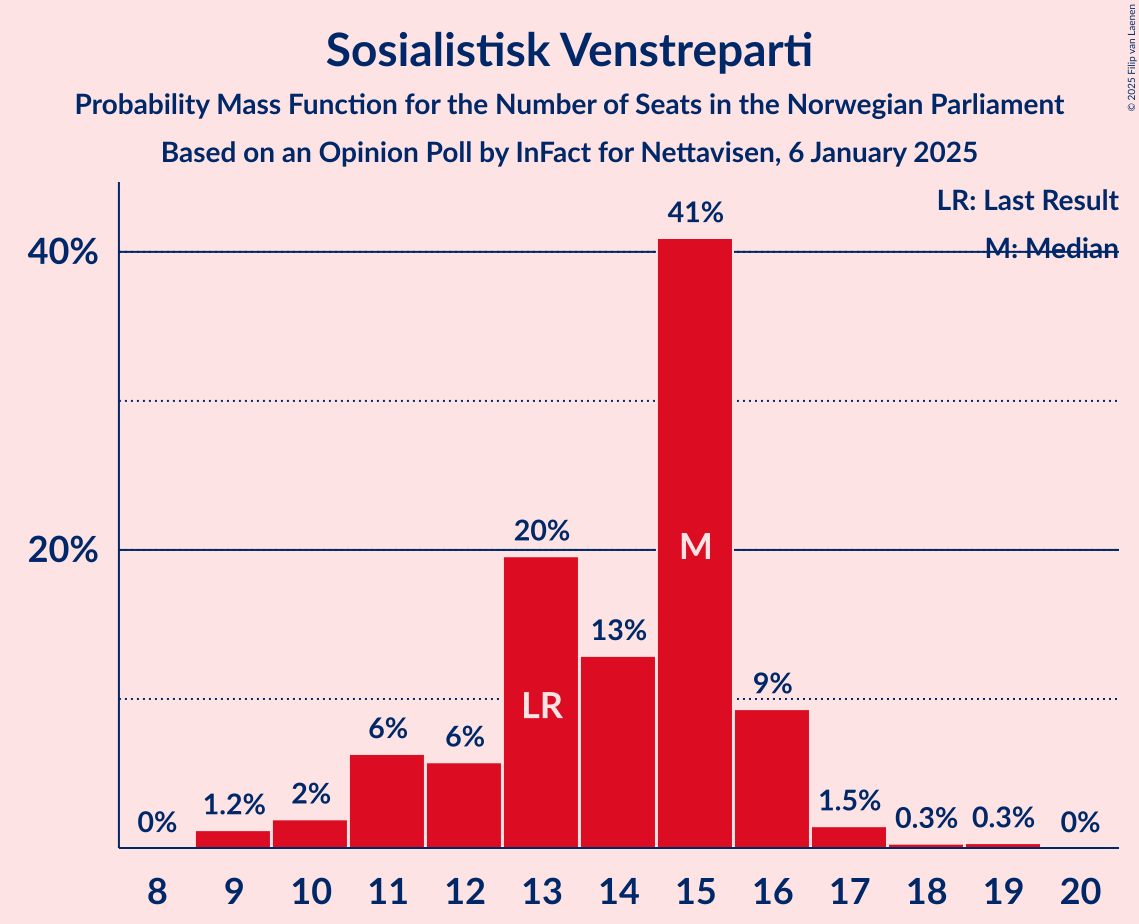 Sosialistisk Venstreparti
Probability Mass Function for the Number of Seats in the Norwegian Parliament
Based on an Opinion Poll by InFact for Nettavisen, 6 January 2025
© 2025 Filip van Laenen
LR: Last Result
M: Median
40%
20%
0%
1.2%
2%
6%
6%
20%
13%
41%
9%
1.5%
0.3%
0.3%
0%
LR
M
8 9 10 11 12 13 14 15 16 17 18 19 20